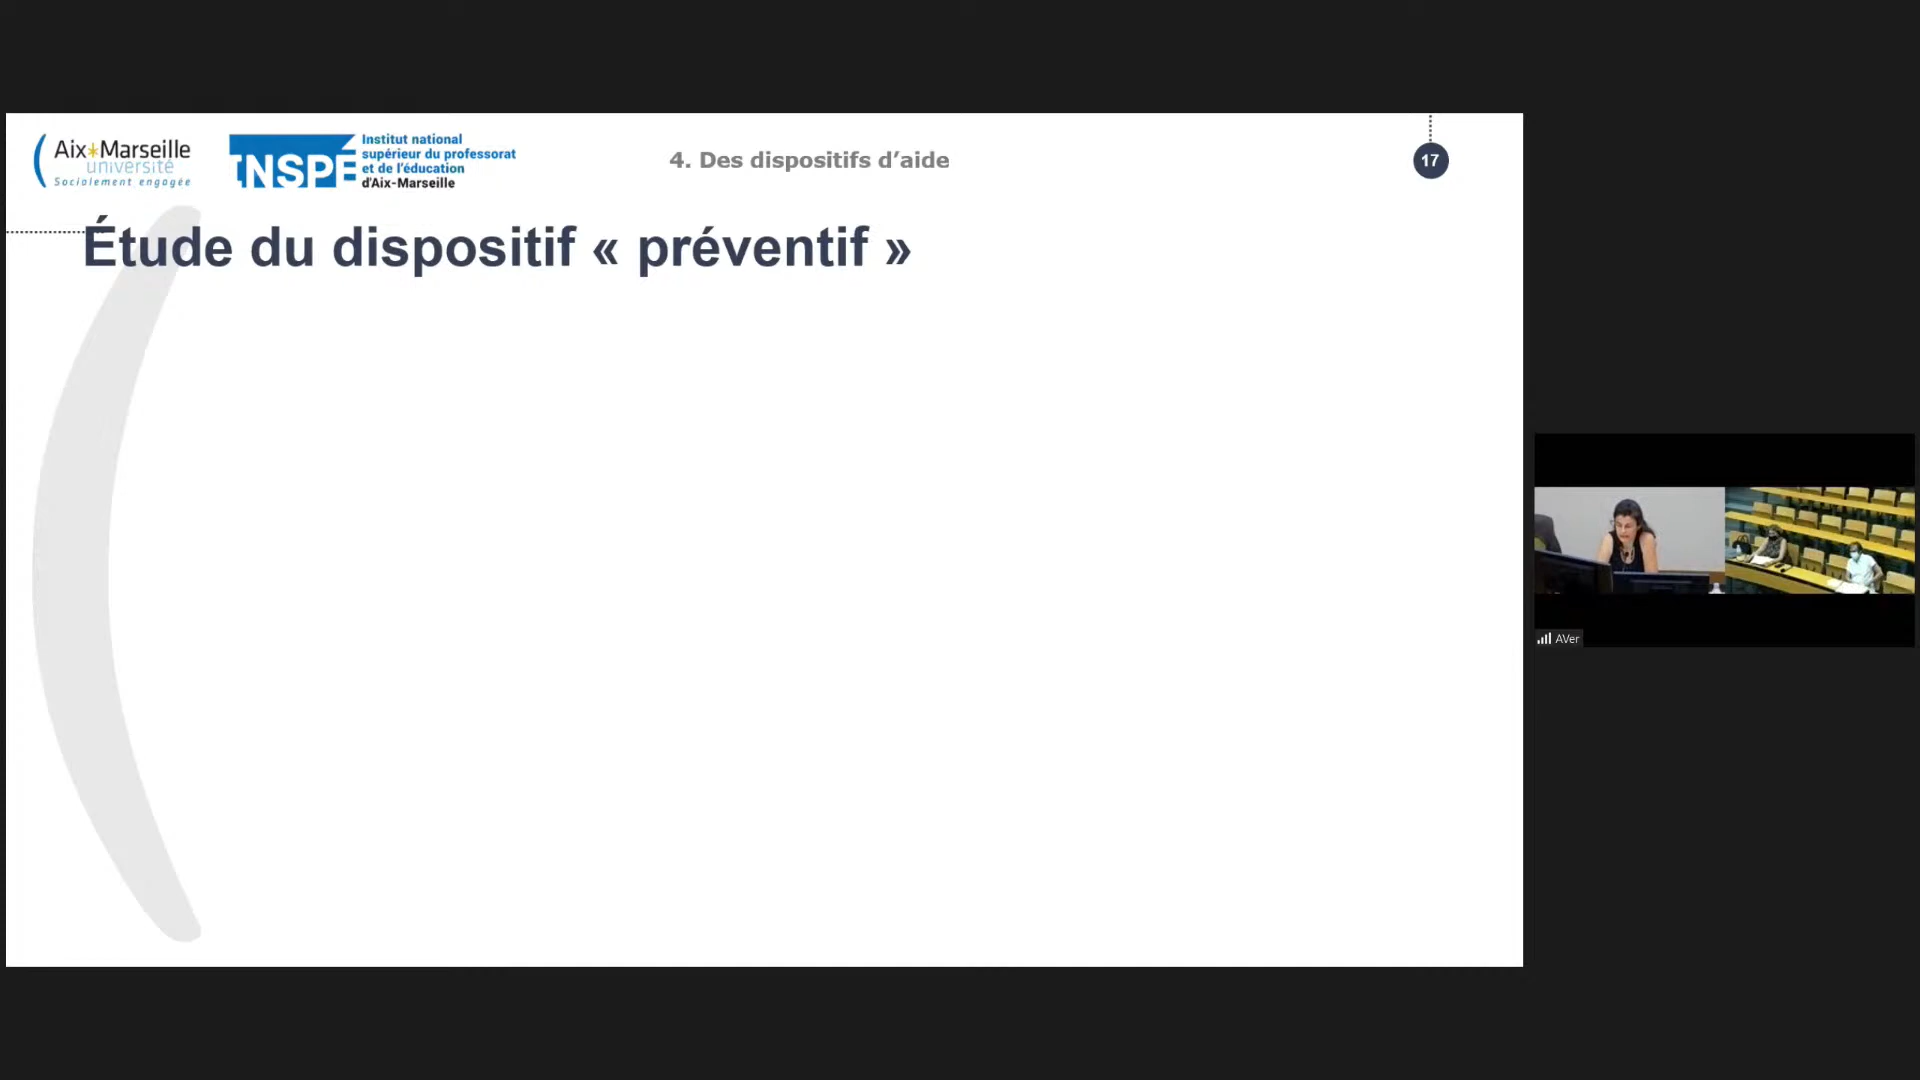 Aix*Marseille
université
Socialement engagée
INSPÉ
Institut national
supérieur du professorat
et de l'éducation
d'Aix-Marseille
4. Des dispositifs d’aide
17
Étude du dispositif « préventif »
AVer